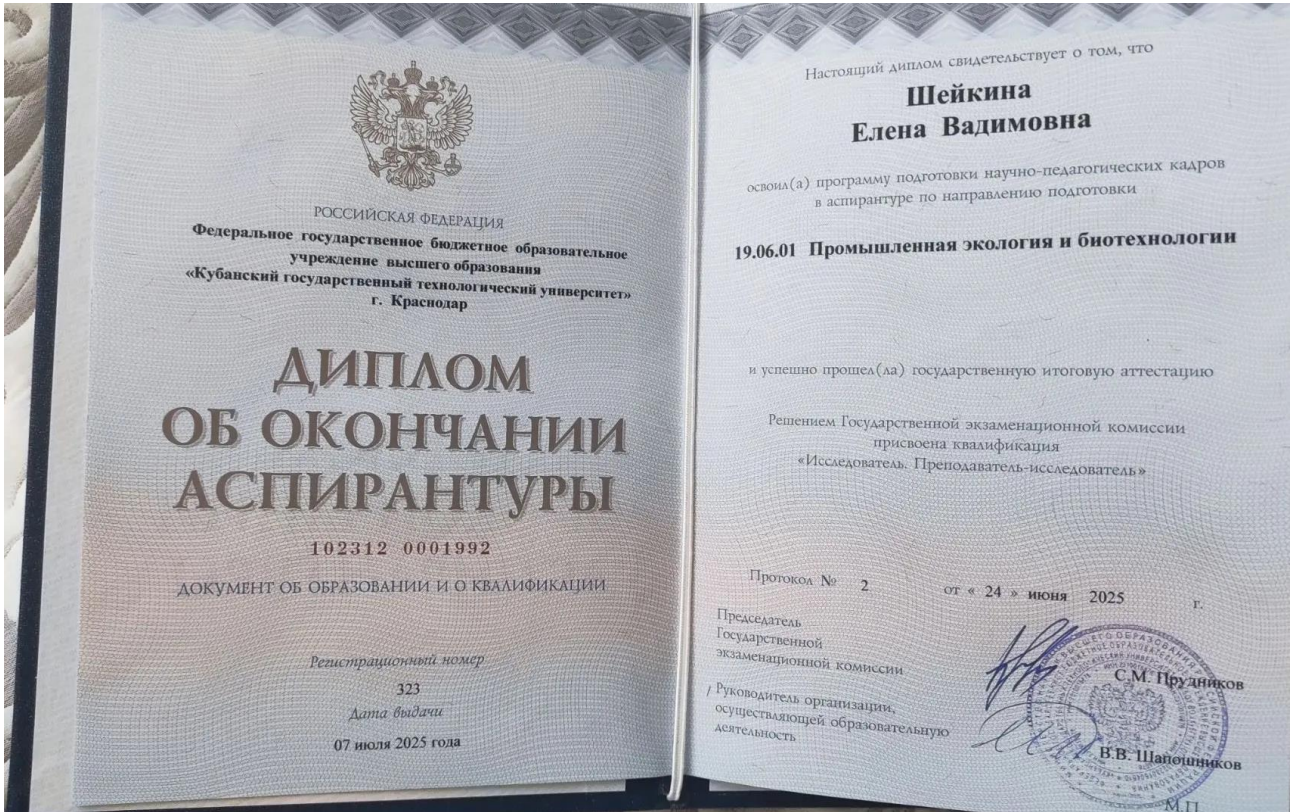 РОССИЙСКАЯ ФЕДЕРАЦИЯ
Федеральное государственное бюджетное образовательное
учреждение высшего образования
«Кубанский государственный технологический университет»
г. Краснодар
ДИПЛОМ
ОБ ОКОНЧАНИИ
АСПИРАНТУРЫ
102312 0001992
ДОКУМЕНТ ОБ ОБРАЗОВАНИИ И О КВАЛИФИКАЦИИ
Регистрационный номер
323
Дата выдачи
07 июля 2025 года
Настоящий диплом свидетельствует о том, что
Шейкина
Елена Вадимовна
освоил(а) программу подготовки научно-педагогических кадров
в аспирантуре по направлению подготовки
19.06.01 Промышленная экология и биотехнологии
и успешно прошел(ла) государственную итоговую аттестацию
Решением Государственной экзаменационной комиссии
присвоена квалификация
«Исследователь. Преподаватель-исследователь»
Протокол № 2 от « 24 » июня 2025 г.
Председатель
Государственной
экзаменационной комиссии
С.М. Прудников
/ Руководитель организации,
осуществляющей образовательную
деятельность
В.В. Шапошников
М.П.